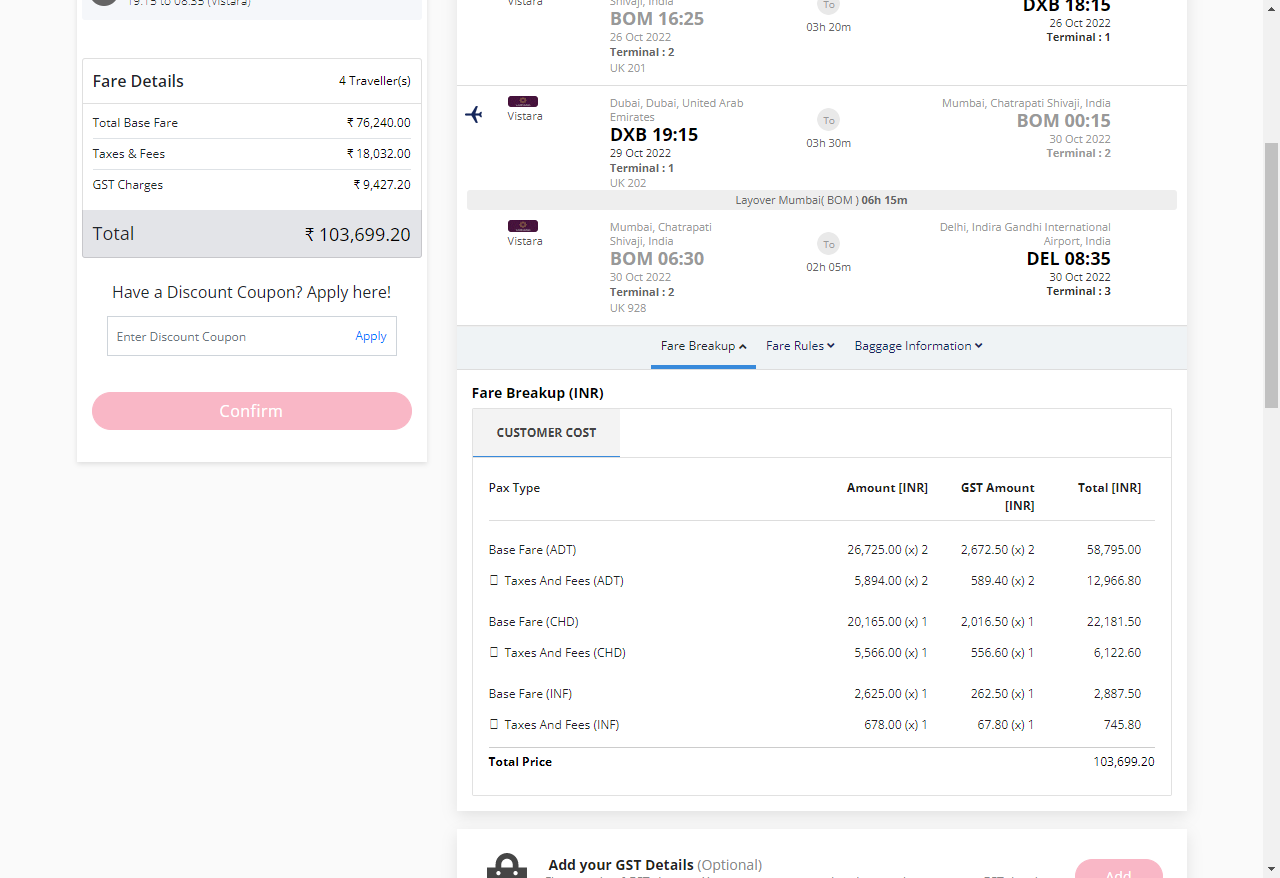 19:15 to 08:35 (Vistara)
Fare Details
4 Traveller(s)
Total Base Fare
₹ 76,240.00
Taxes & Fees
₹ 18,032.00
GST Charges
₹ 9,427.20
Total
₹ 103,699.20
Have a Discount Coupon? Apply here!
Enter Discount Coupon
Apply
Confirm
Vistara
Shivaji, India
BOM 16:25
26 Oct 2022
Terminal : 2
UK 201
To
03h 20m
DXB 18:15
26 Oct 2022
Terminal : 1
Vistara
Dubai, Dubai, United Arab
Emirates
DXB 19:15
29 Oct 2022
Terminal : 1
UK 202
To
03h 30m
Mumbai, Chatrapati Shivaji, India
BOM 00:15
30 Oct 2022
Terminal : 2
Layover Mumbai( BOM ) 06h 15m
Vistara
Mumbai, Chatrapati
Shivaji, India
BOM 06:30
30 Oct 2022
Terminal : 2
UK 928
To
02h 05m
Delhi, Indira Gandhi International
Airport, India
DEL 08:35
30 Oct 2022
Terminal : 3
Fare Breakup
Fare Rules
Baggage Information
Fare Breakup (INR)
CUSTOMER COST
Pax Type
Amount [INR]
GST Amount
[INR]
Total [INR]
Base Fare (ADT) 26,725.00 (x) 2 2,672.50 (x) 2 58,795.00
Taxes And Fees (ADT) 5,894.00 (x) 2 589.40 (x) 2 12,966.80
Base Fare (CHD) 20,165.00 (x) 1 2,016.50 (x) 1 22,181.50
Taxes And Fees (CHD) 5,566.00 (x) 1 556.60 (x) 1 6,122.60
Base Fare (INF) 2,625.00 (x) 1 262.50 (x) 1 2,887.50
Taxes And Fees (INF) 678.00 (x) 1 67.80 (x) 1 745.80
Total Price 103,699.20
Add your GST Details (Optional)
Add